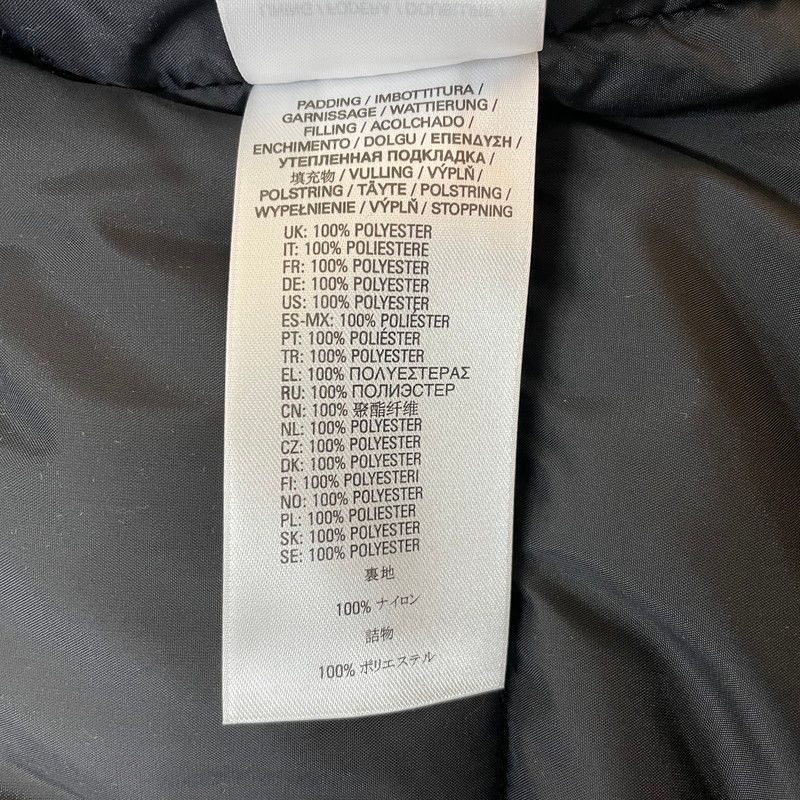 LINING / FODERA / DOUBLURE /
PADDING / IMBOTTITURA /
GARNISSAGE / WATTIERUNG /
FILLING / ACOLCHADO /
ENCHIMENTO / DOLGU / ΕΠΕΝΔΥΣΗ /
УТЕПЛЕННАЯ ПОДКЛАДКА /
填充物 / VULLING / VÝPLŇ /
POLSTRING / TÄYTE / POLSTRING /
WYPEŁNIENIE / VÝPLŇ / STOPPNING
UK: 100% POLYESTER
IT: 100% POLIESTERE
FR: 100% POLYESTER
DE: 100% POLYESTER
US: 100% POLYESTER
ES-MX: 100% POLIÉSTER
PT: 100% POLIÉSTER
TR: 100% POLYESTER
EL: 100% ΠΟΛΥΕΣΤΕΡΑΣ
RU: 100% ПОЛИЭСТЕР
CN: 100% 聚酯纤维
NL: 100% POLYESTER
CZ: 100% POLYESTER
DK: 100% POLYESTER
FI: 100% POLYESTERI
NO: 100% POLYESTER
PL: 100% POLIESTER
SK: 100% POLYESTER
SE: 100% POLYESTER
裏地
100% ナイロン
詰物
100% ポリエステル